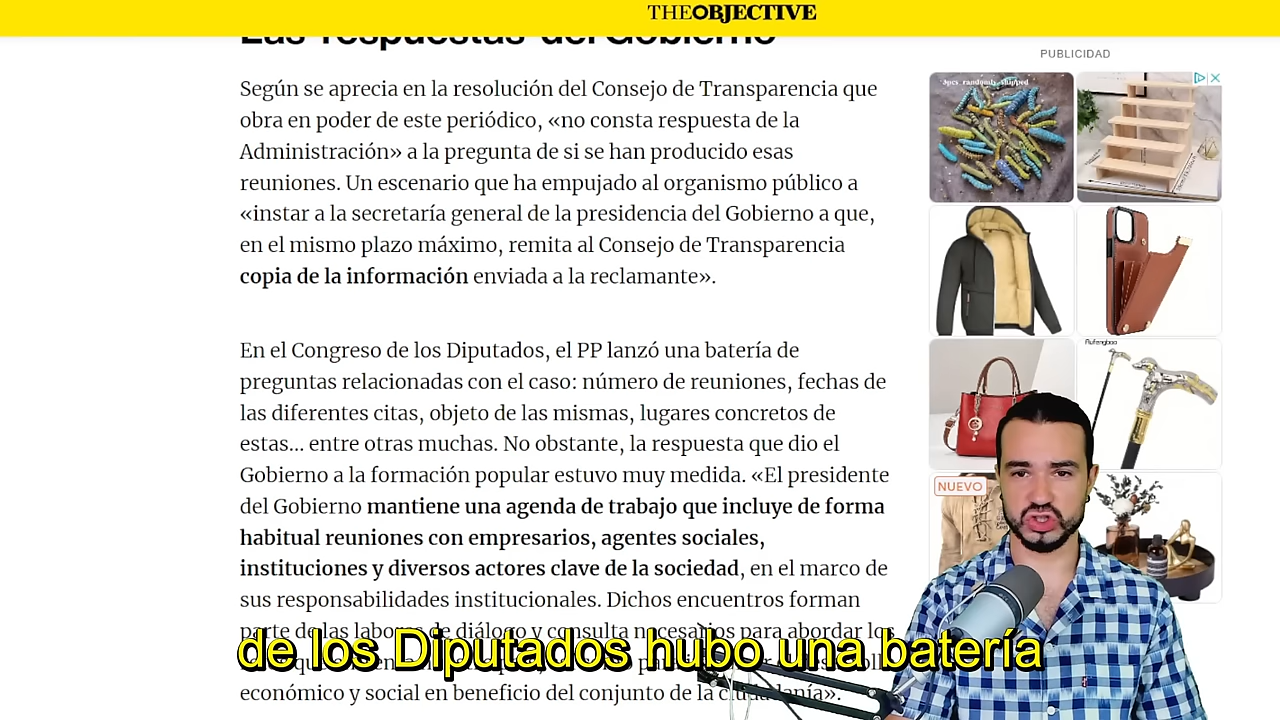 THEOBJECTIVE
Las respuestas del Gobierno
PUBLICIDAD
Según se aprecia en la resolución del Consejo de Transparencia que
obra en poder de este periódico, «no consta respuesta de la
Administración» a la pregunta de si se han producido esas
reuniones. Un escenario que ha empujado al organismo público a
«instar a la secretaría general de la presidencia del Gobierno a que,
en el mismo plazo máximo, remita al Consejo de Transparencia
copia de la información enviada a la reclamante».
En el Congreso de los Diputados, el PP lanzó una batería de
preguntas relacionadas con el caso: número de reuniones, fechas de
las diferentes citas, objeto de las mismas, lugares concretos de
estas... entre otras muchas. No obstante, la respuesta que dio el
Gobierno a la formación popular estuvo muy medida. «El presidente
del Gobierno mantiene una agenda de trabajo que incluye de forma
habitual reuniones con empresarios, agentes sociales,
instituciones y diversos actores clave de la sociedad, en el marco de
sus responsabilidades institucionales. Dichos encuentros forman
parte de las labores de diálogo y consulta necesarios para abordar los
de los Diputados hubo una batería
económico y social en beneficio del conjunto de la ciudadanía».
3pcs randomly shipped
Rufengboo
NUEVO